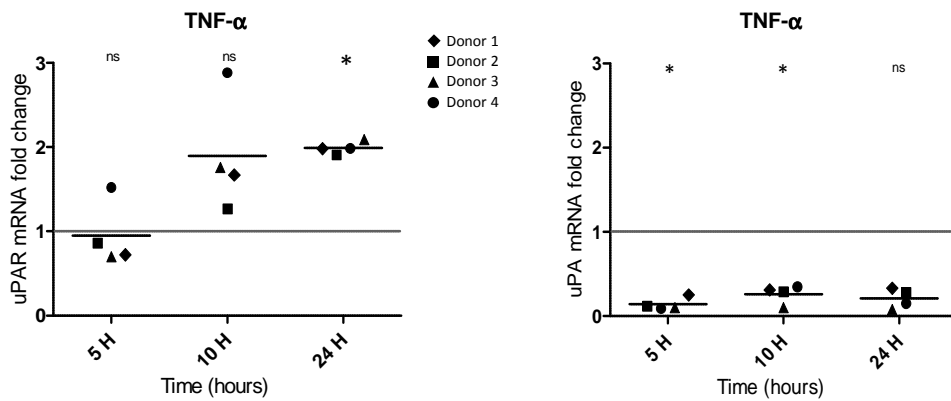 TNF-α
uPAR mRNA fold change
3
2
1
0
ns
ns
*
5 H
10 H
24 H
Time (hours)
Donor 1
Donor 2
Donor 3
Donor 4
TNF-α
uPA mRNA fold change
3
2
1
0
*
*
ns
5 H
10 H
24 H
Time (hours)